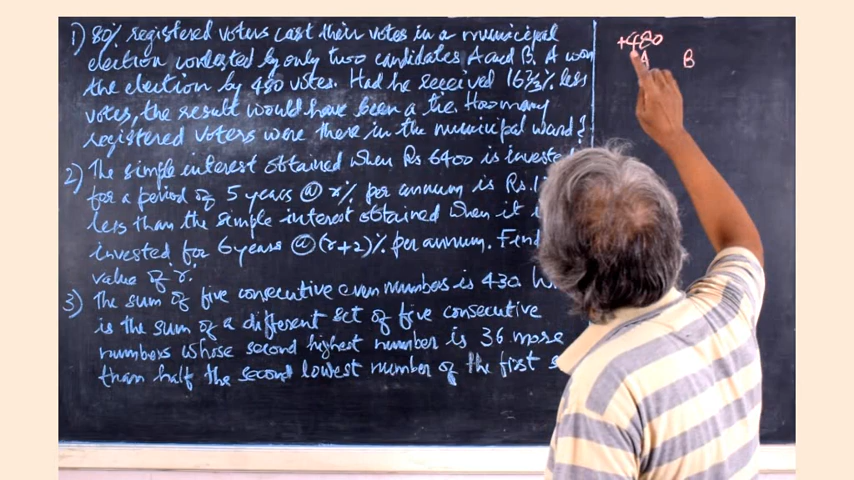 1) 80% registered voters cast their votes in a municipal
election contested by only two candidates A and B. A won
the election by 480 votes. Had he received 16 2/3% less
votes, the result would have been a tie. How many
registered voters were there in the municipal ward?
2) The simple interest obtained when Rs 6400 is invested
for a period of 5 years @ r% per annum is Rs.
less than the simple interest obtained when it
invested for 6 years @ (r+2)% per annum. Find
value of r.
3) The sum of five consecutive even numbers is 430
is the sum of a different set of five consecutive
numbers whose second highest number is 36 more
than half the second lowest number of the first
+480
A B